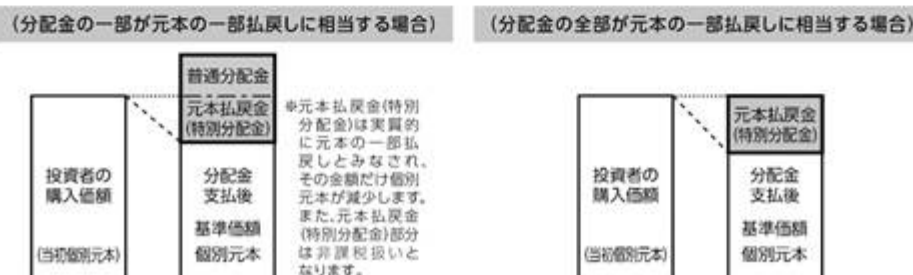 (分配金の一部が元本の一部払戻しに相当する場合)
普通分配金
元本払戻金
(特別分配金)
投資者の
購入価額
(当初個別元本)
分配金
支払後
基準価額
個別元本
※元本払戻金(特別
分配金)は実質的
に元本の一部払
戻しとみなされ、
その金額だけ個別
元本が減少します。
また、元本払戻金
(特別分配金)部分
は非課税扱いと
なります。
(分配金の全部が元本の一部払戻しに相当する場合)
元本払戻金
(特別分配金)
投資者の
購入価額
(当初個別元本)
分配金
支払後
基準価額
個別元本